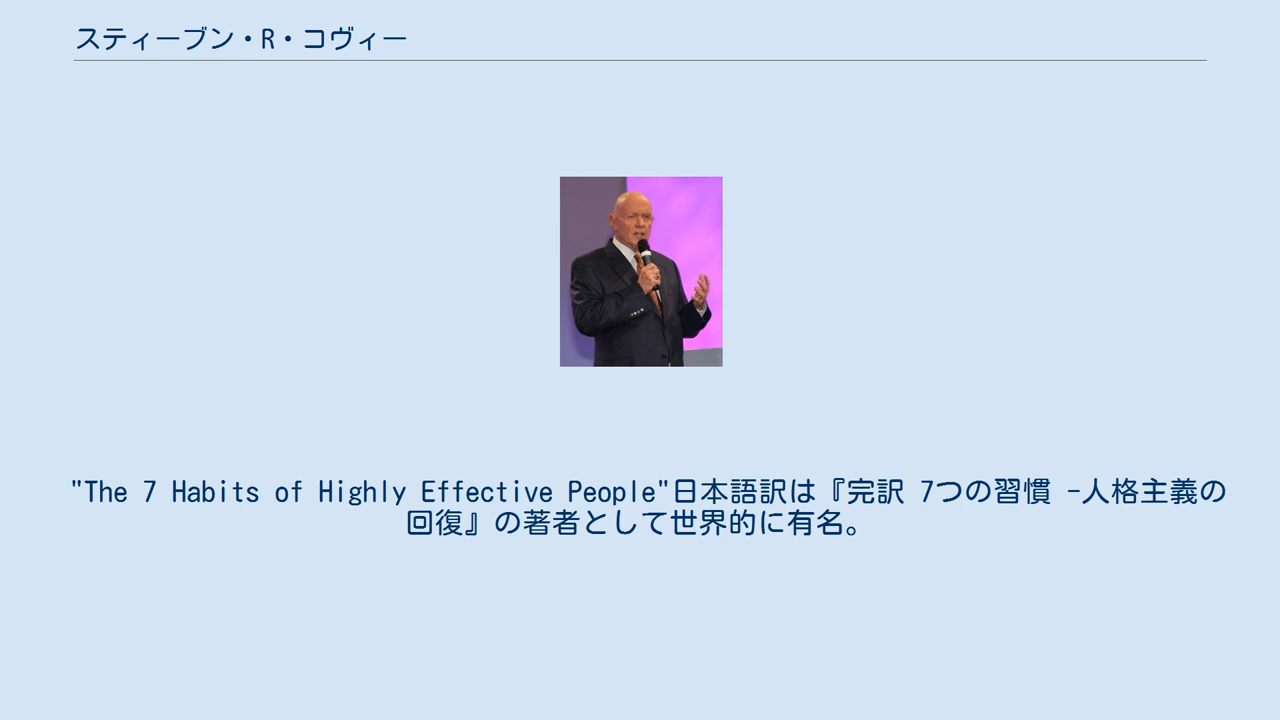 スティーブン・R・コヴィー
"The 7 Habits of Highly Effective People"日本語訳は『完訳 7つの習慣 -人格主義の
回復』の著者として世界的に有名。